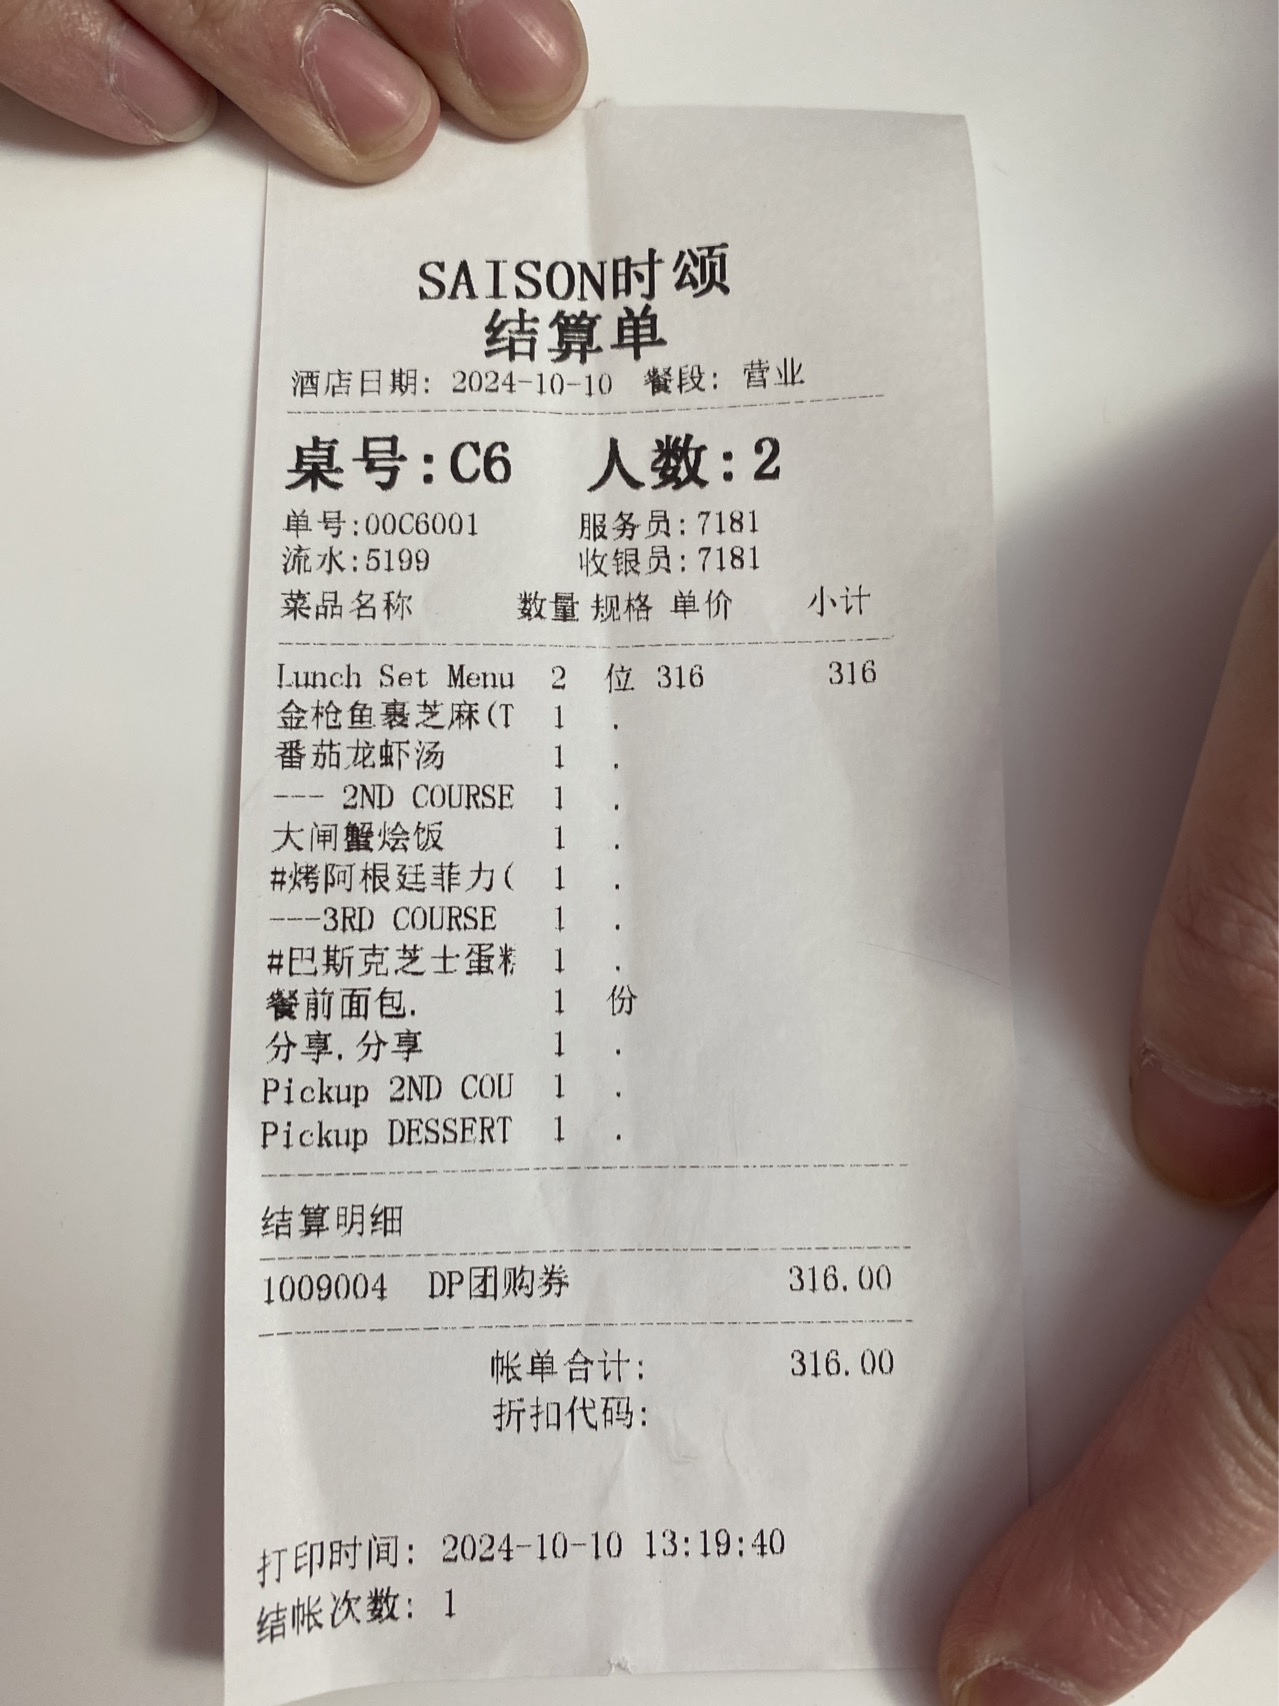 SAISON时颂
结算单
酒店日期: 2024-10-10 餐段: 营业
桌号:C6 人数:2
单号:00C6001 服务员:7181
流水:5199 收银员:7181
菜品名称 数量 规格 单价 小计
Lunch Set Menu 2 位 316 316
金枪鱼裹芝麻(T 1 .
番茄龙虾汤 1 .
--- 2ND COURSE 1 .
大闸蟹烩饭 1 .
#烤阿根廷菲力( 1 .
---3RD COURSE 1 .
#巴斯克芝士蛋糕 1 .
餐前面包. 1 份
分享.分享 1 .
Pickup 2ND COU 1 .
Pickup DESSERT 1 .
结算明细
1009004 DP团购券 316.00
帐单合计: 316.00
折扣代码:
打印时间: 2024-10-10 13:19:40
结帐次数: 1